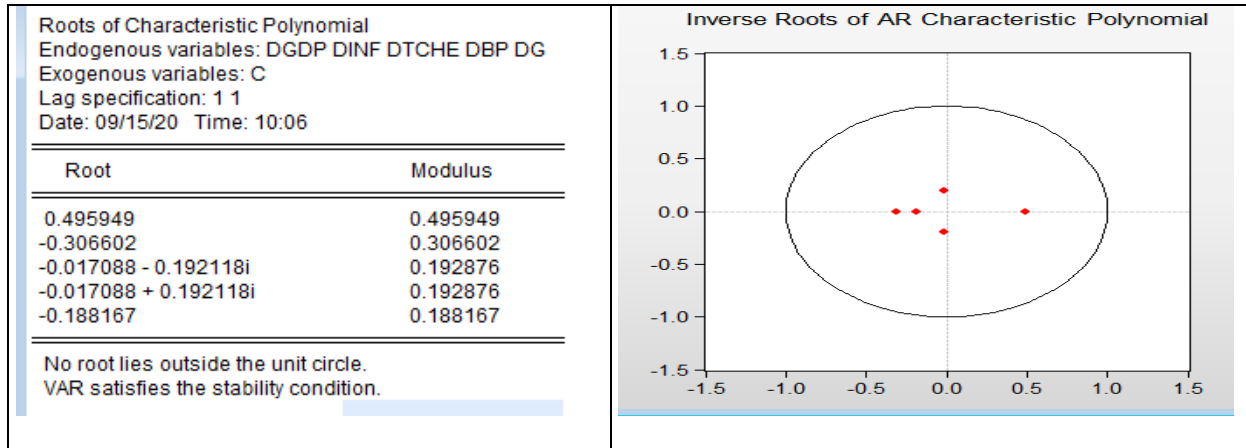 Roots of Characteristic Polynomial
Endogenous variables: DGDP DINF DTCHE DBP DG
Exogenous variables: C
Lag specification: 1 1
Date: 09/15/20 Time: 10:06
Root Modulus
0.495949 0.495949
-0.306602 0.306602
-0.017088 - 0.192118i 0.192876
-0.017088 + 0.192118i 0.192876
-0.188167 0.188167
No root lies outside the unit circle.
VAR satisfies the stability condition.
Inverse Roots of AR Characteristic Polynomial
1.5
1.0
0.5
0.0
-0.5
-1.0
-1.5
-1.5 -1.0 -0.5 0.0 0.5 1.0 1.5